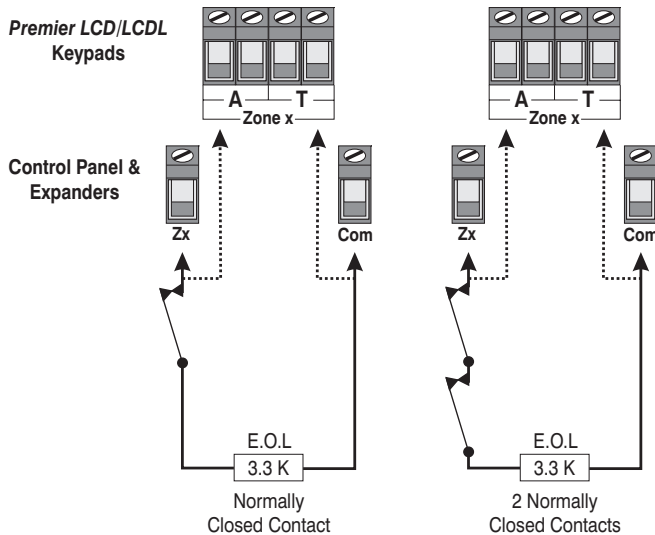 Premier LCD/LCDL
Keypads
A T
Zone x
A T
Zone x
Control Panel &
Expanders
Zx Com
Zx Com
E.O.L
3.3 K
Normally
Closed Contact
E.O.L
3.3 K
2 Normally
Closed Contacts